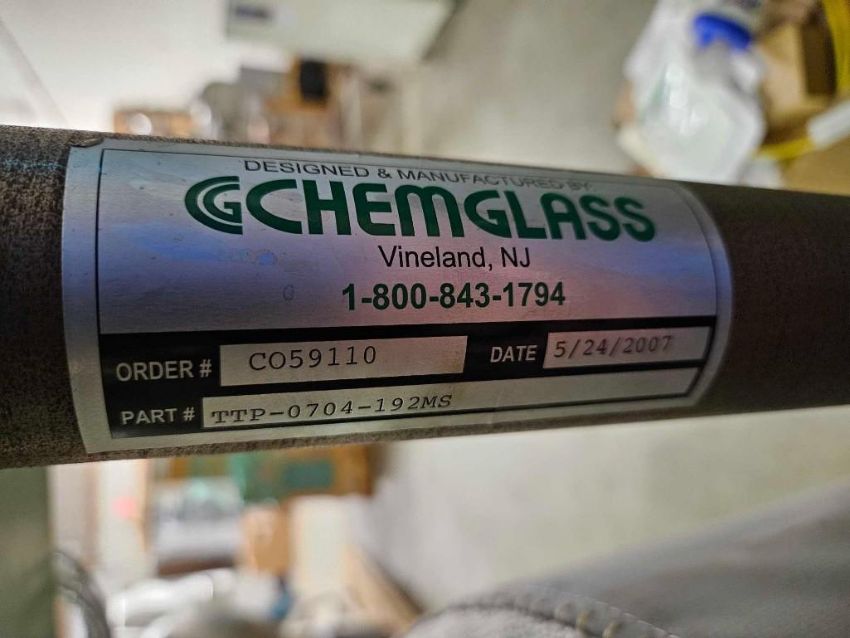 DESIGNED & MANUFACTURED BY:
CG CHEMGLASS
Vineland, NJ
1-800-843-1794
ORDER # CO59110 DATE 5/24/2007
PART # TTP-0704-192MS